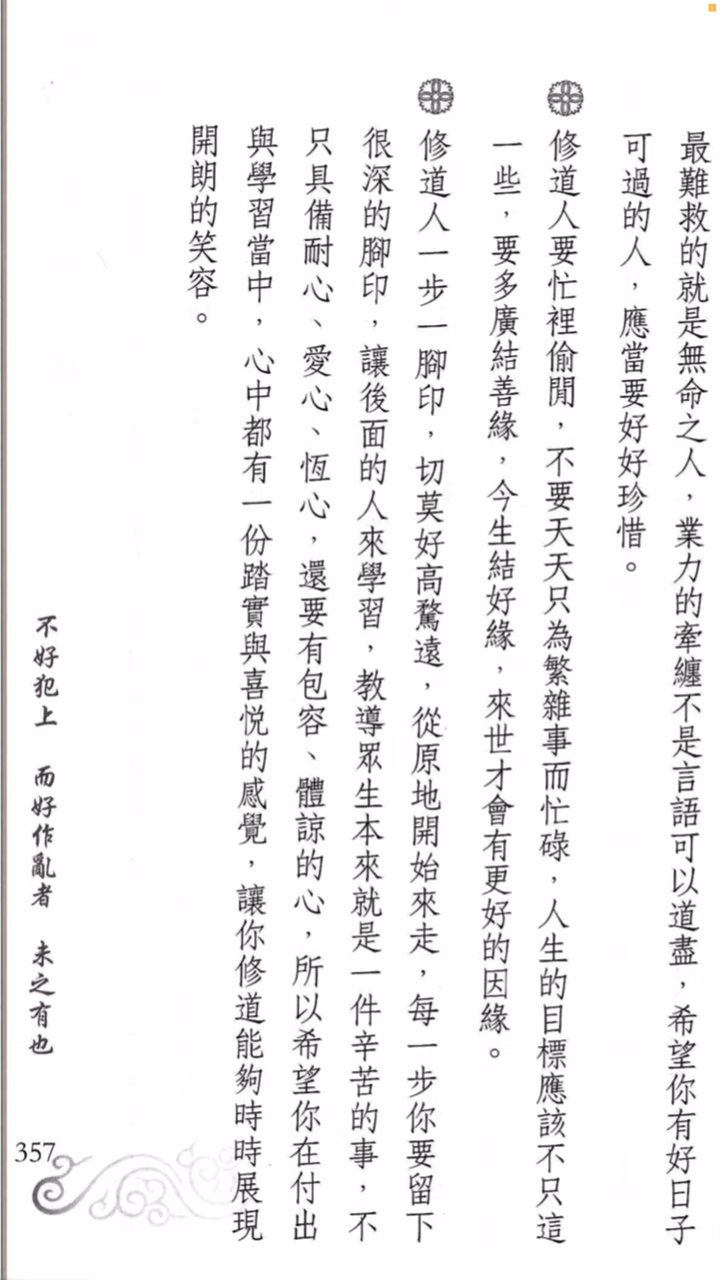 最難救的就是無命之人，業力的牽纏不是言語可以道盡，希望你有好日子
可過的人，應當要好好珍惜。
修道人要忙裡偷閒，不要天天只為繁雜事而忙碌，人生的目標應該不只這
一些，要多廣結善緣，今生結好緣，來世才會有更好的因緣。
修道人一步一腳印，切莫好高騖遠，從原地開始來走，每一步你要留下
很深的腳印，讓後面的人來學習，教導眾生本來就是一件辛苦的事，不
只具備耐心、愛心、恆心，還要有包容、體諒的心，所以希望你在付出
與學習當中，心中都有一份踏實與喜悅的感覺，讓你修道能夠時時展現
開朗的笑容。
不好犯上　而好作亂者　未之有也
357